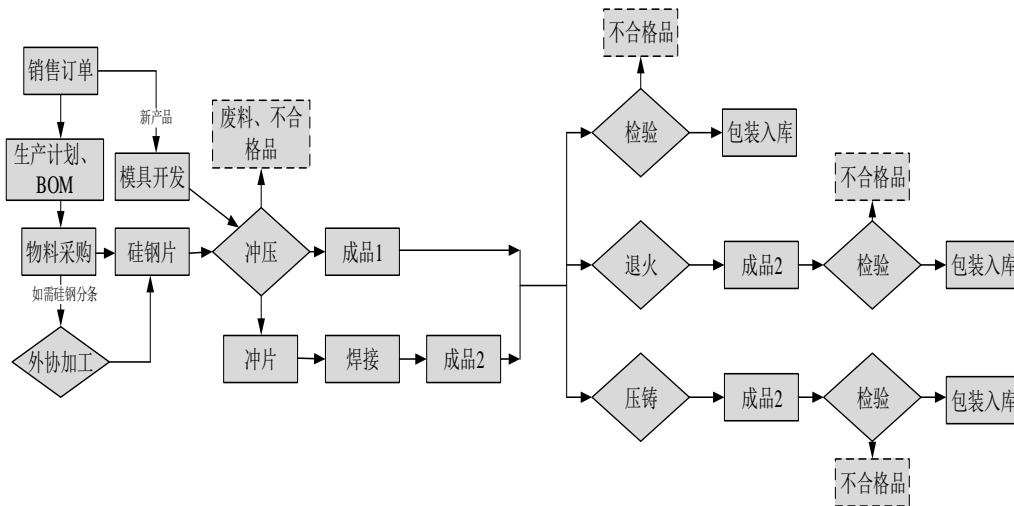 不合格品
销售订单
新产品
废料、不合
格品
检验
包装入库
生产计划、
BOM
模具开发
不合格品
物料采购
硅钢片
冲压
成品1
退火
成品2
检验
包装入库
如需硅钢分条
外协加工
冲片
焊接
成品2
压铸
成品2
检验
包装入库
不合格品